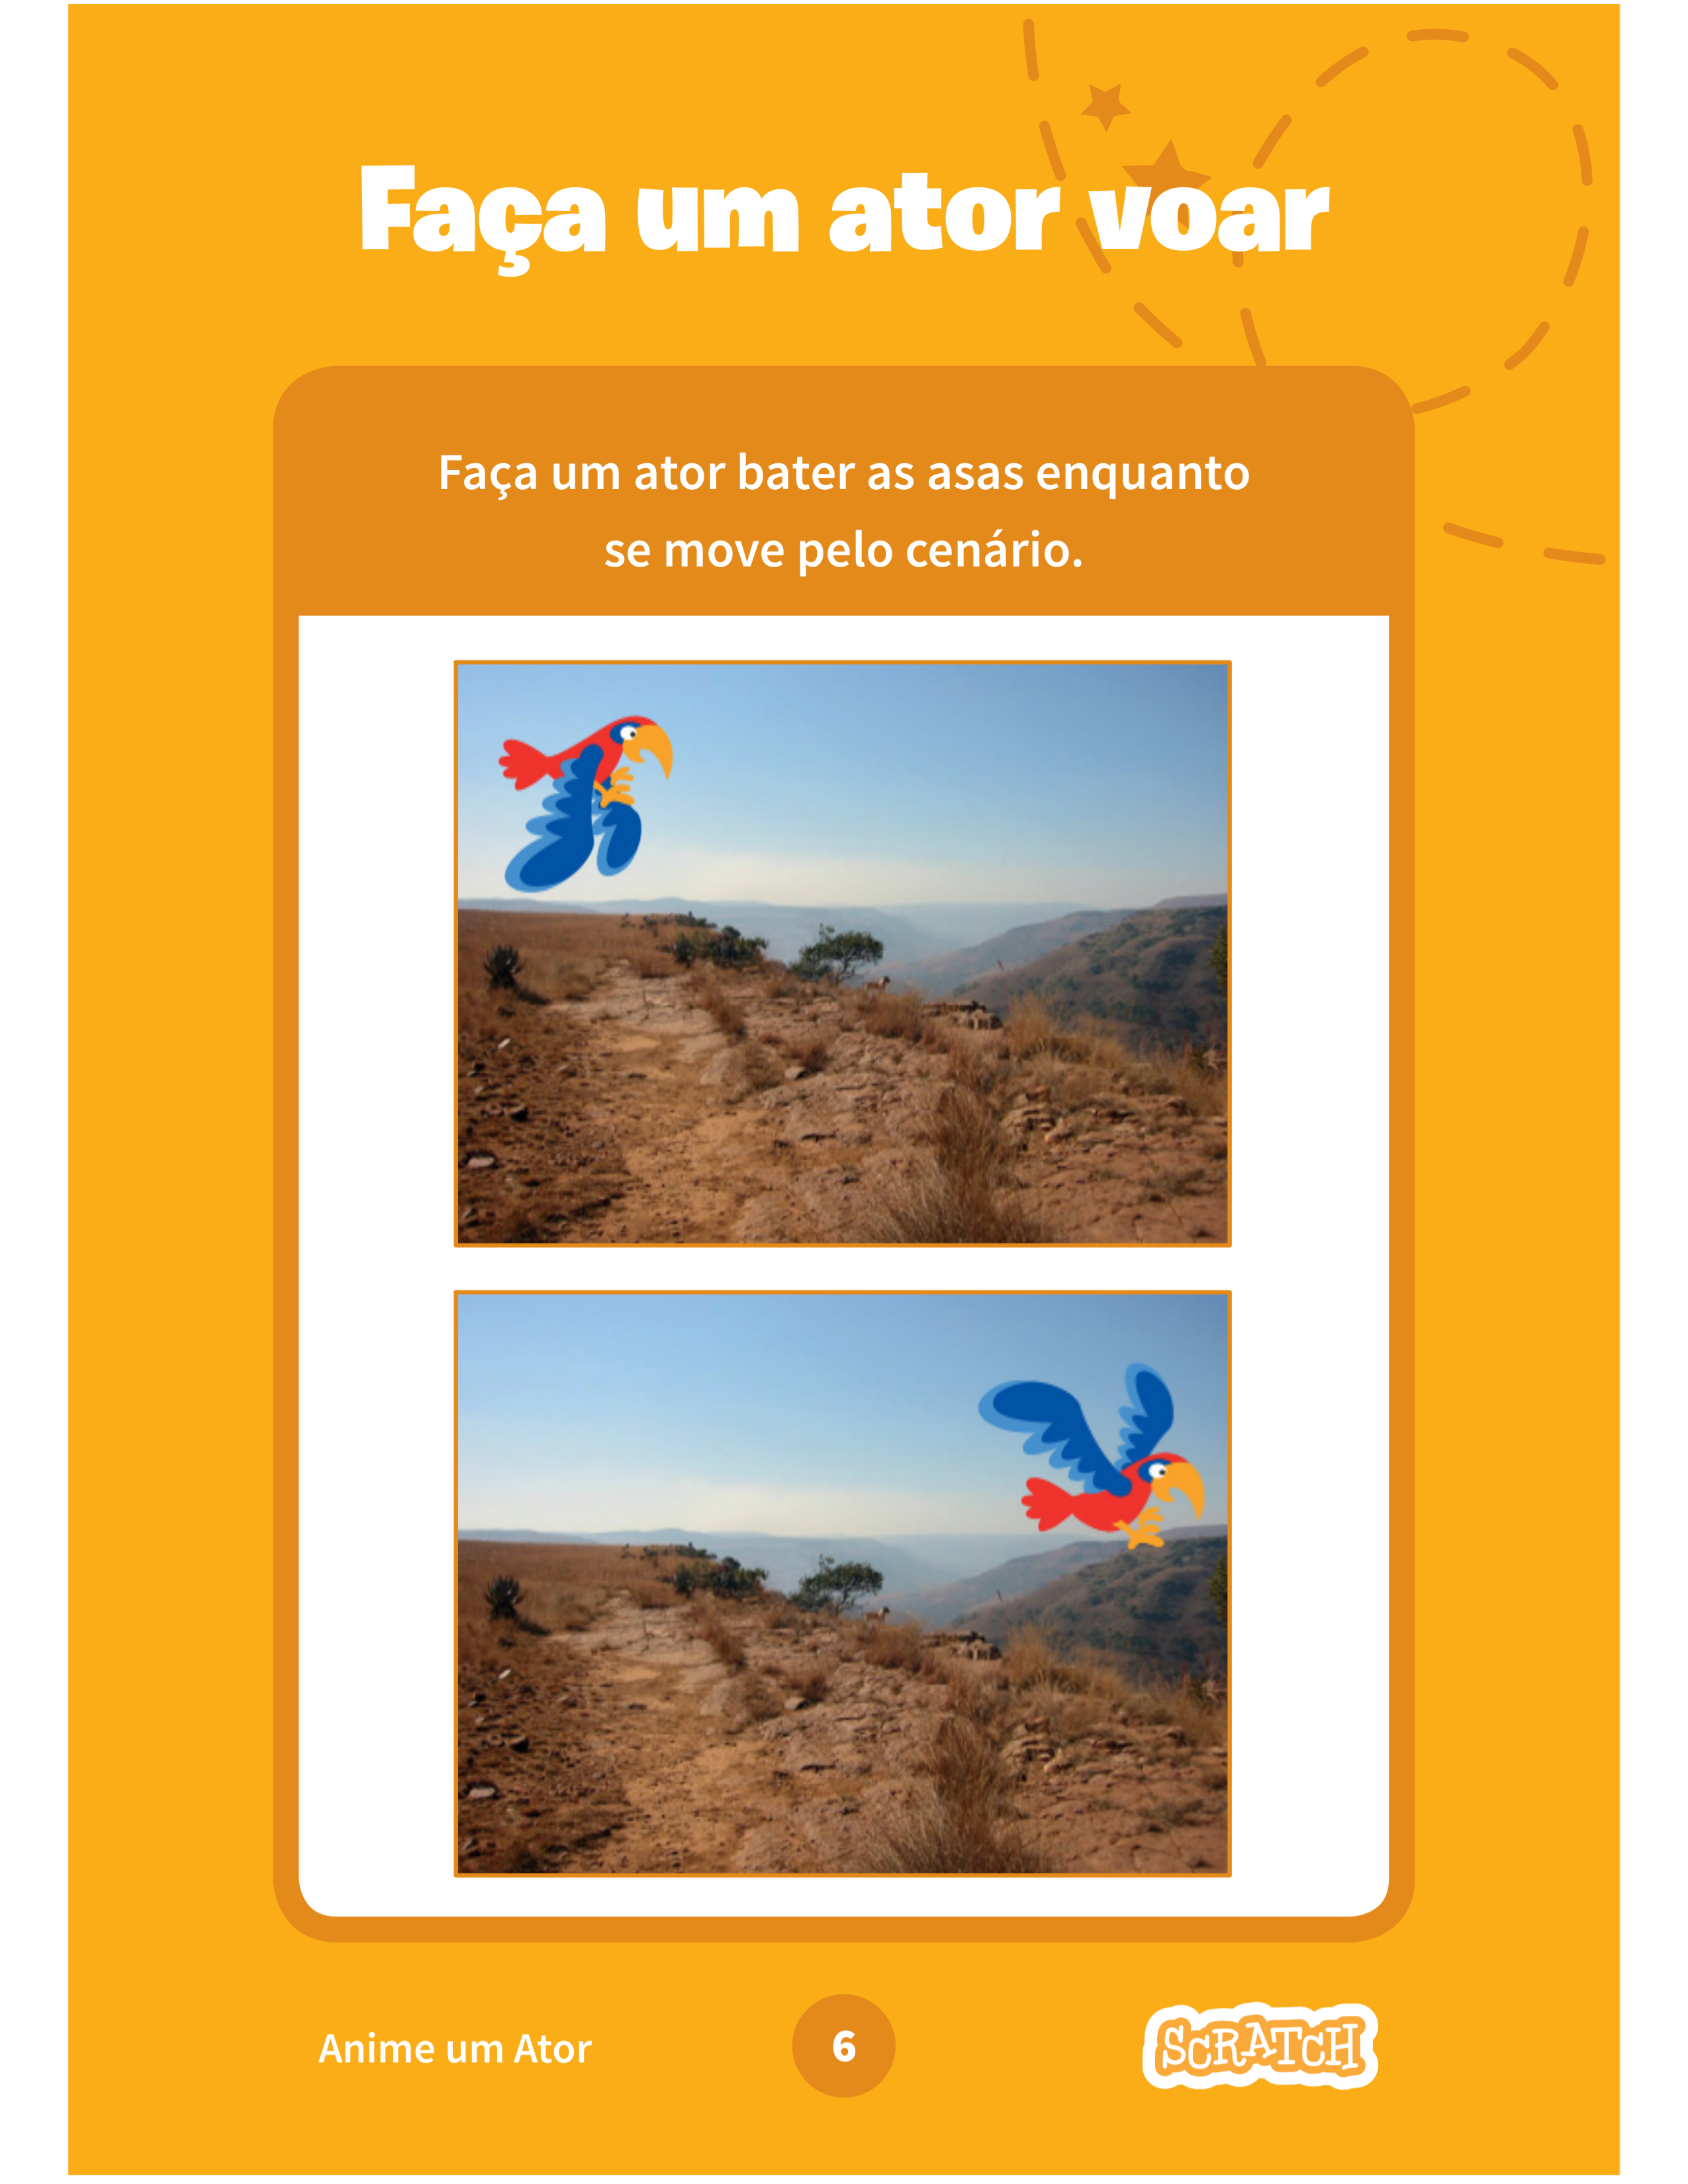 Faça um ator voar
Faça um ator bater as asas enquanto
se move pelo cenário.
Anime um Ator
6
SCRATCH